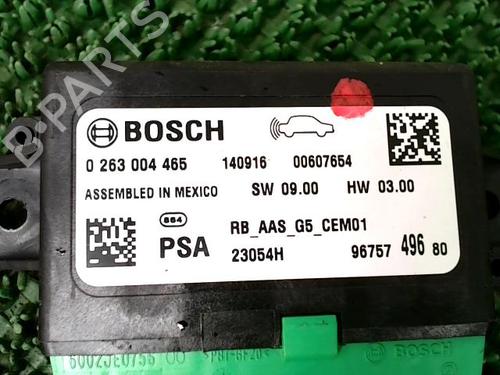 B-PARTS
BOSCH
0 263 004 465 140916 00607654
ASSEMBLED IN MEXICO SW 09.00 HW 03.00
664 RB_AAS_G5_CEM01
PSA 23054H 96757 496 80